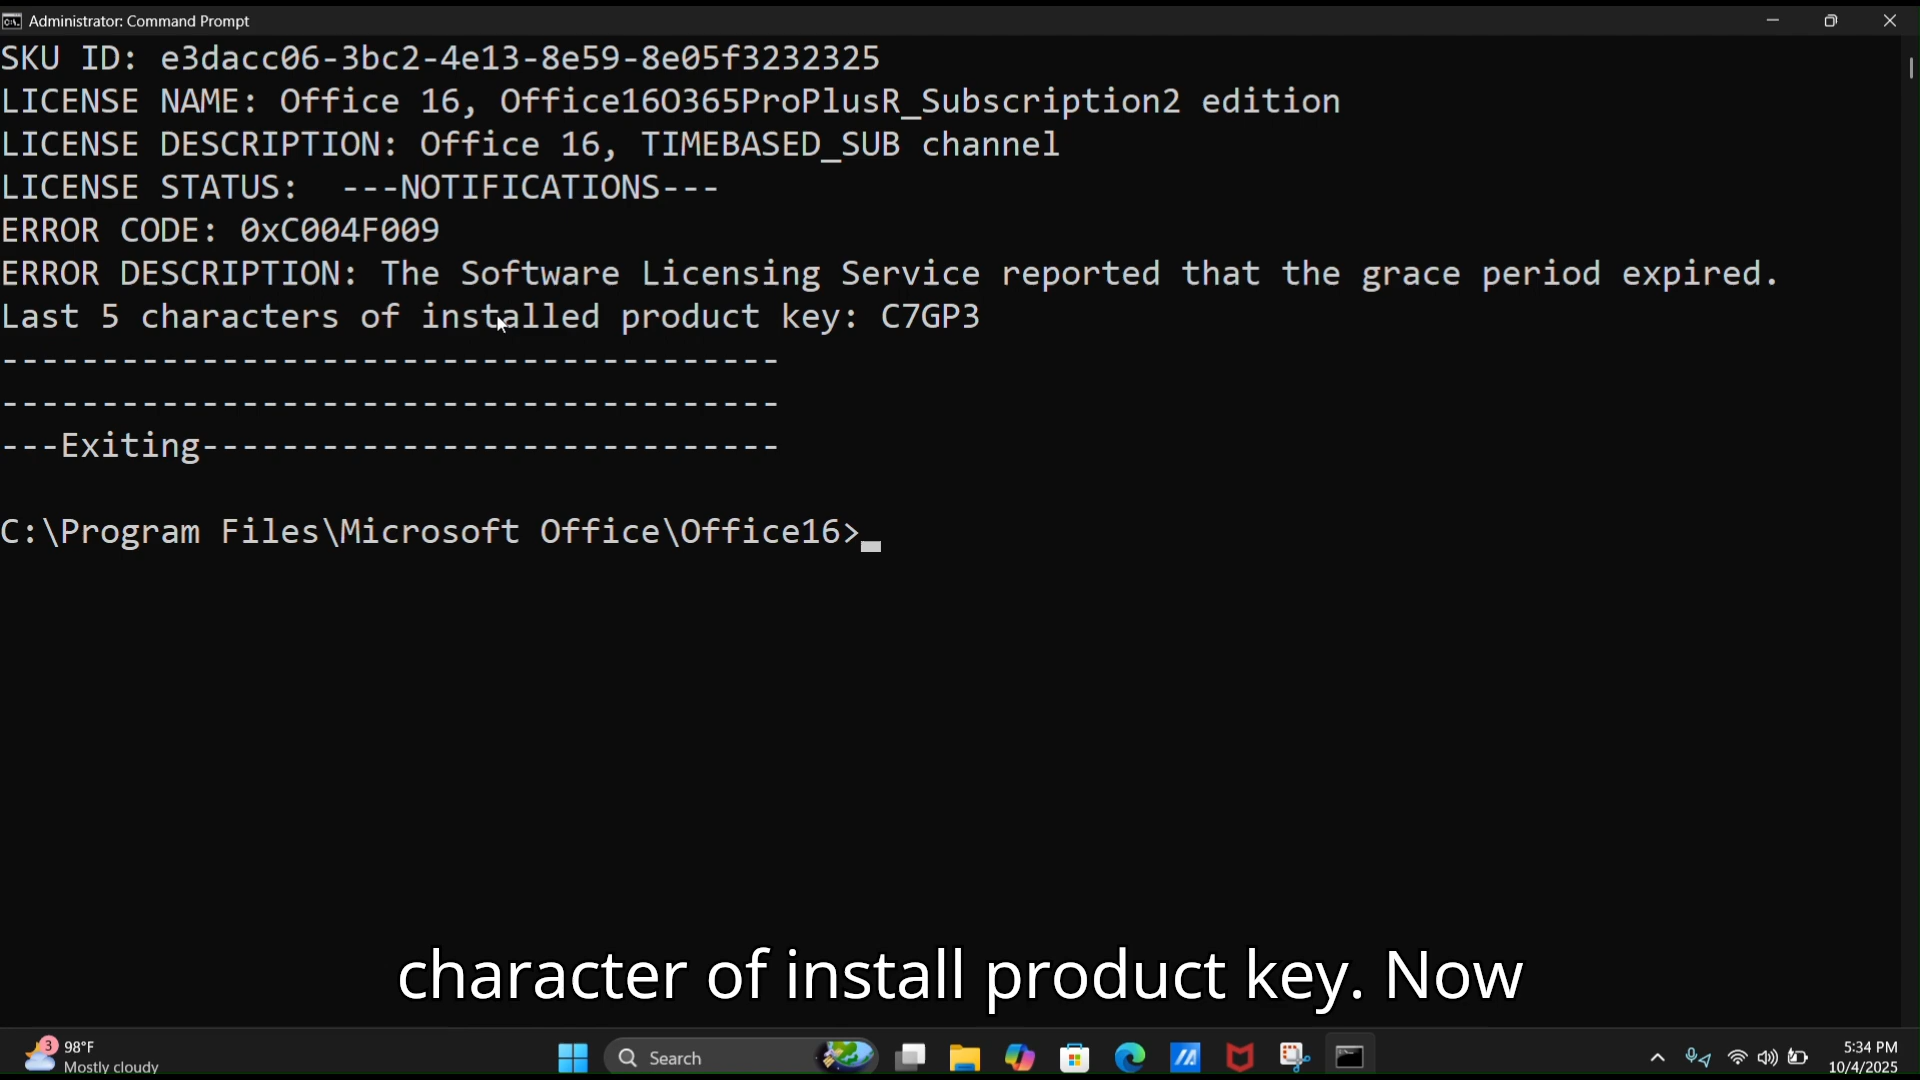 Administrator: Command Prompt
SKU ID: e3dacc06-3bc2-4e13-8e59-8e05f3232325
LICENSE NAME: Office 16, Office16O365ProPlusR_Subscription2 edition
LICENSE DESCRIPTION: Office 16, TIMEBASED_SUB channel
LICENSE STATUS:  ---NOTIFICATIONS---
ERROR CODE: 0xC004F009
ERROR DESCRIPTION: The Software Licensing Service reported that the grace period expired.
Last 5 characters of installed product key: C7GP3
---------------------------------------
---------------------------------------
---Exiting-----------------------------
C:\Program Files\Microsoft Office\Office16>
character of install product key. Now
3
98°F
Mostly cloudy
Search
5:34 PM
10/4/2025